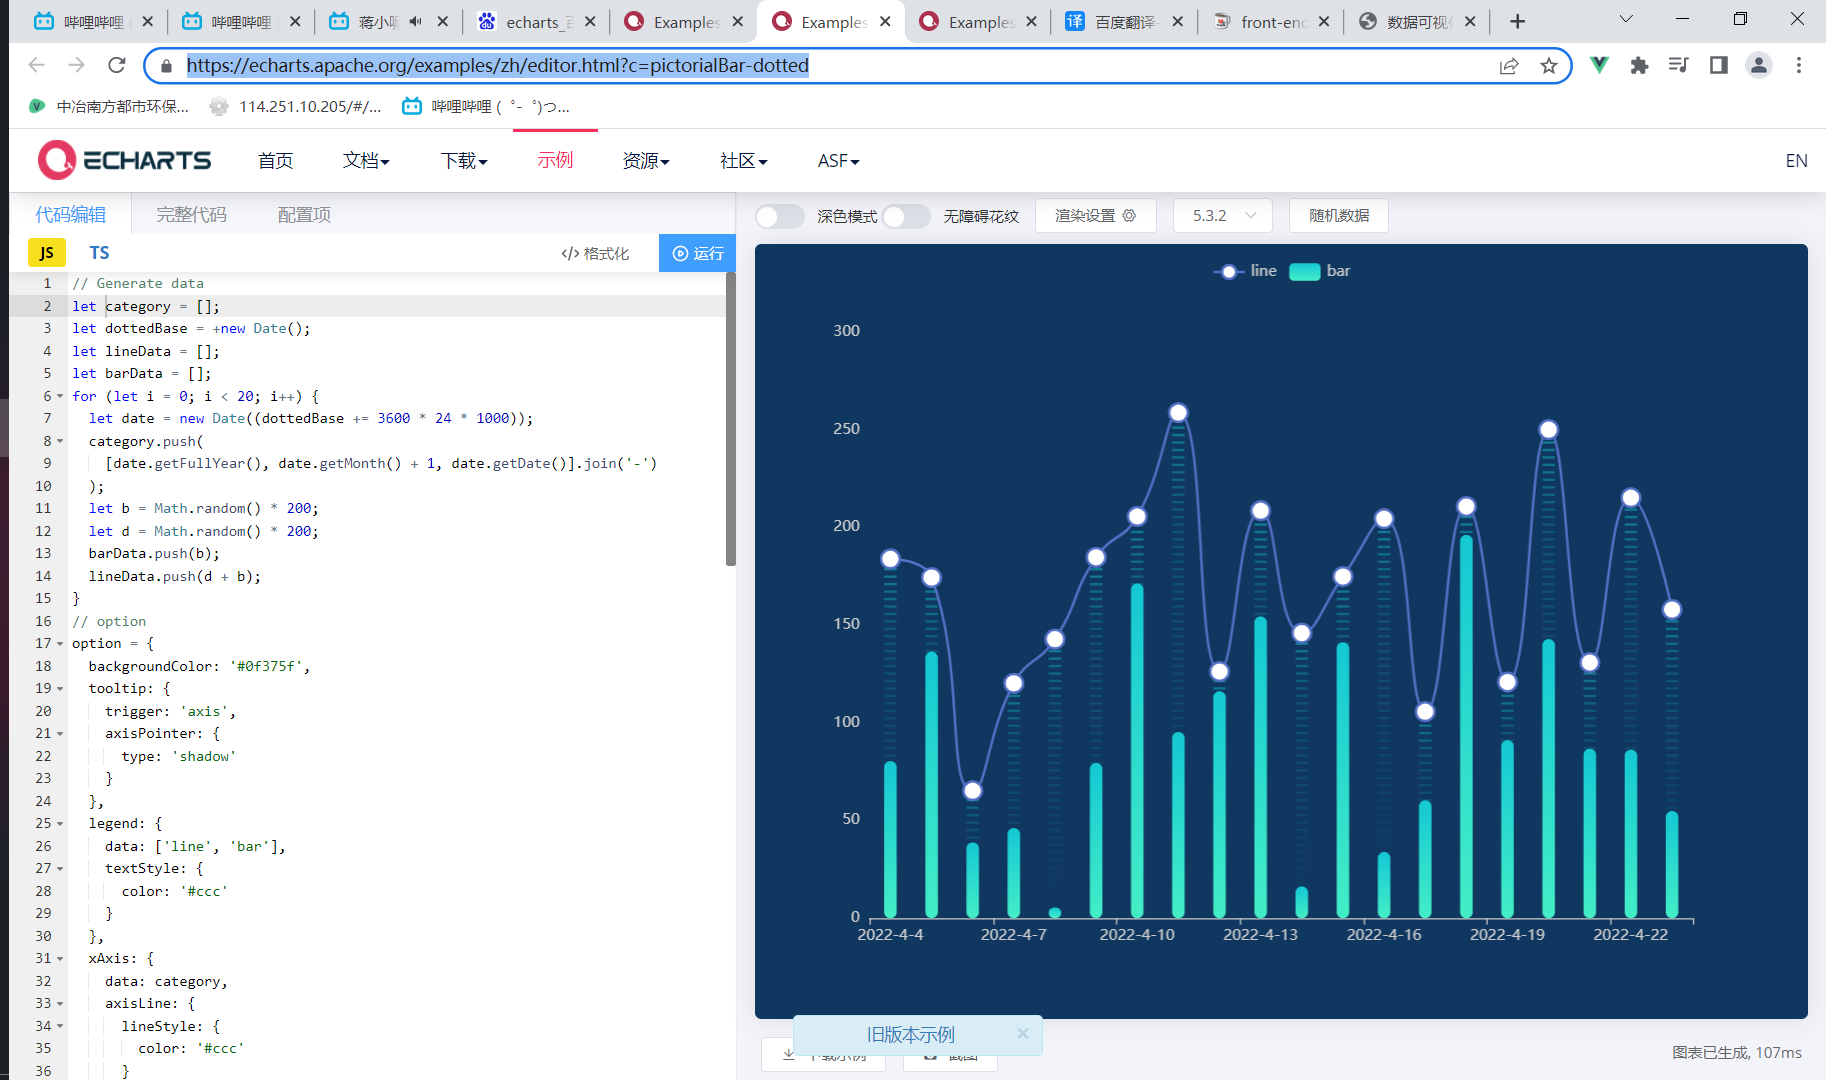 哔哩哔哩
哔哩哔哩
蒋小
echarts_
Examples
Examples
Examples
百度翻译
front-end
数据可视
https://echarts.apache.org/examples/zh/editor.html?c=pictorialBar-dotted
中冶南方都市环保...
114.251.10.205/#/...
哔哩哔哩 ( ゜- ゜)つ...
ECHARTS
首页
文档
下载
示例
资源
社区
ASF
EN
代码编辑
完整代码
配置项
深色模式
无障碍花纹
渲染设置
5.3.2
随机数据
JS
TS
</> 格式化
运行
1 // Generate data
2 let category = [];
3 let dottedBase = +new Date();
4 let lineData = [];
5 let barData = [];
6 for (let i = 0; i < 20; i++) {
7 let date = new Date((dottedBase += 3600 * 24 * 1000));
8 category.push(
9 [date.getFullYear(), date.getMonth() + 1, date.getDate()].join('-')
10 );
11 let b = Math.random() * 200;
12 let d = Math.random() * 200;
13 barData.push(b);
14 lineData.push(d + b);
15 }
16 // option
17 option = {
18 backgroundColor: '#0f375f',
19 tooltip: {
20 trigger: 'axis',
21 axisPointer: {
22 type: 'shadow'
23 }
24 },
25 legend: {
26 data: ['line', 'bar'],
27 textStyle: {
28 color: '#ccc'
29 }
30 },
31 xAxis: {
32 data: category,
33 axisLine: {
34 lineStyle: {
35 color: '#ccc'
36 }
line
bar
300
250
200
150
100
50
0
2022-4-4
2022-4-7
2022-4-10
2022-4-13
2022-4-16
2022-4-19
2022-4-22
旧版本示例
下载示例
截图
图表已生成, 107ms